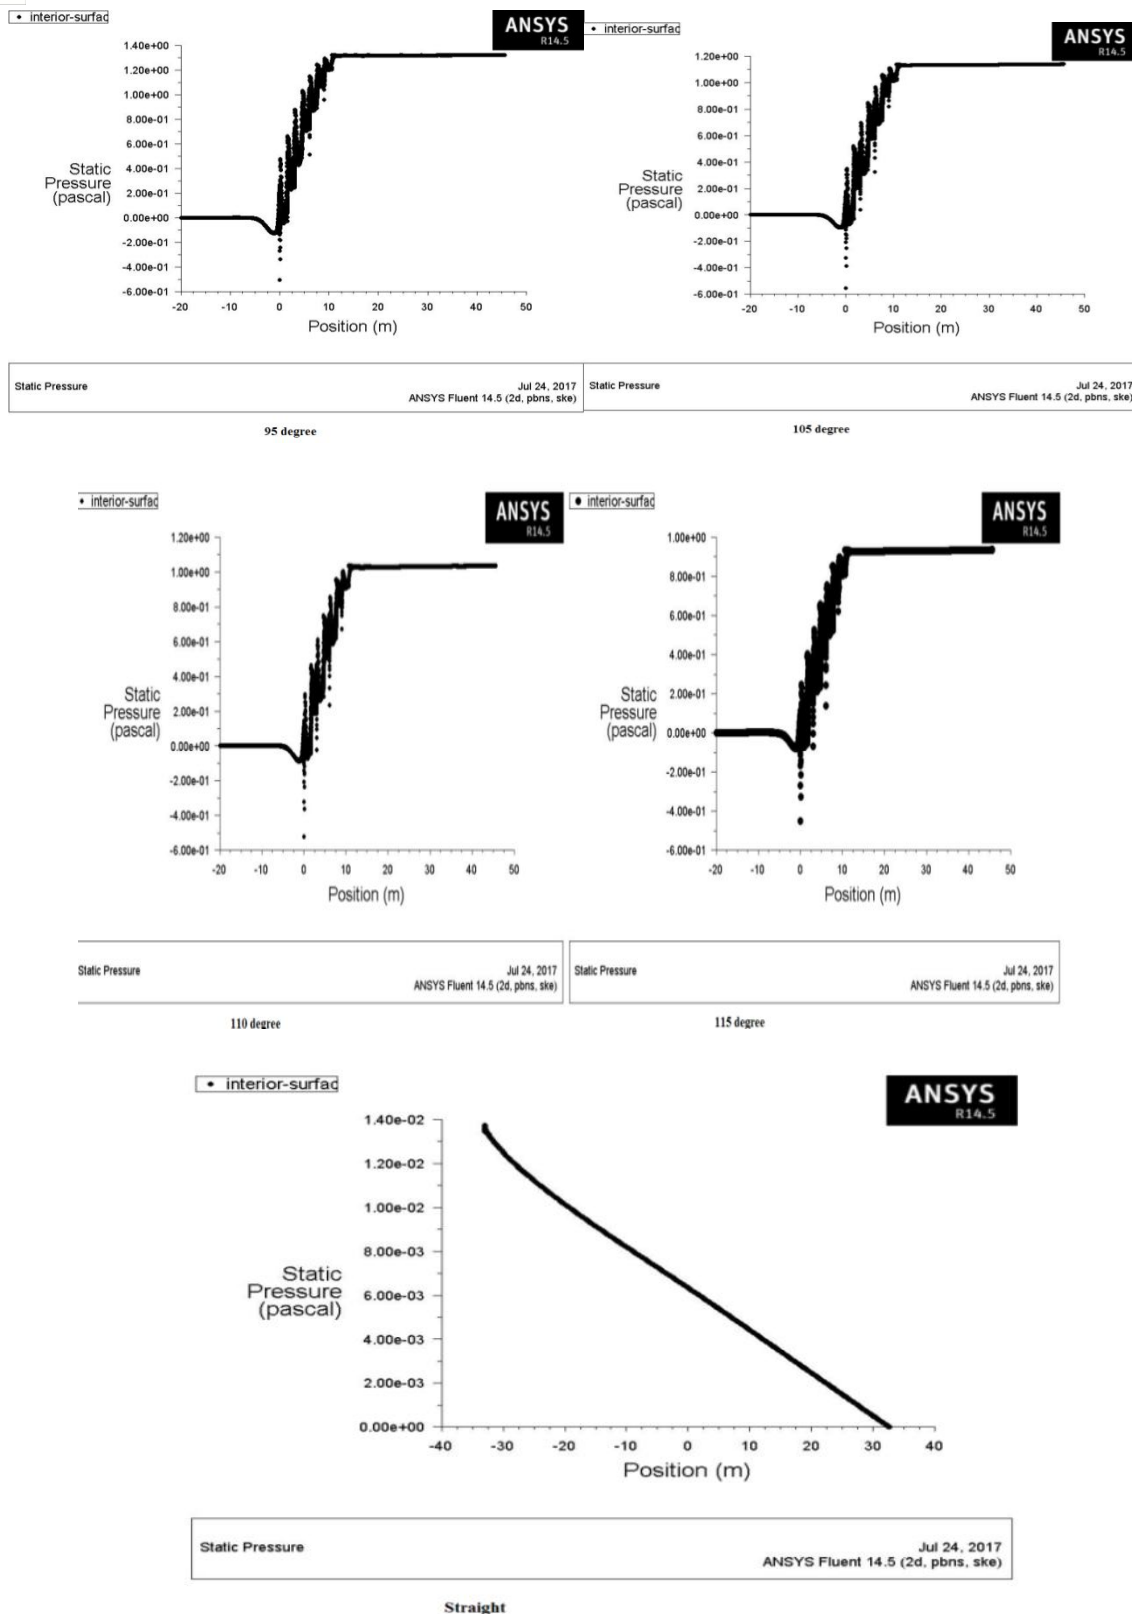 interior-surfac
ANSYS
R14.5
1.40e+00
1.20e+00
1.00e+00
8.00e-01
6.00e-01
4.00e-01
2.00e-01
0.00e+00
-2.00e-01
-4.00e-01
-6.00e-01
Static
Pressure
(pascal)
-20 -10 0 10 20 30 40 50
Position (m)
Static Pressure
Jul 24, 2017
ANSYS Fluent 14.5 (2d, pbns, ske)
95 degree
interior-surfac
ANSYS
R14.5
1.20e+00
1.00e+00
8.00e-01
6.00e-01
4.00e-01
2.00e-01
0.00e+00
-2.00e-01
-4.00e-01
-6.00e-01
Static
Pressure
(pascal)
-20 -10 0 10 20 30 40 50
Position (m)
Static Pressure
Jul 24, 2017
ANSYS Fluent 14.5 (2d, pbns, ske)
105 degree
interior-surfac
ANSYS
R14.5
1.20e+00
1.00e+00
8.00e-01
6.00e-01
4.00e-01
2.00e-01
0.00e+00
-2.00e-01
-4.00e-01
-6.00e-01
Static
Pressure
(pascal)
-20 -10 0 10 20 30 40 50
Position (m)
Static Pressure
Jul 24, 2017
ANSYS Fluent 14.5 (2d, pbns, ske)
110 degree
interior-surfac
ANSYS
R14.5
1.00e+00
8.00e-01
6.00e-01
4.00e-01
2.00e-01
0.00e+00
-2.00e-01
-4.00e-01
-6.00e-01
Static
Pressure
(pascal)
-20 -10 0 10 20 30 40 50
Position (m)
Static Pressure
Jul 24, 2017
ANSYS Fluent 14.5 (2d, pbns, ske)
115 degree
interior-surfac
ANSYS
R14.5
1.40e-02
1.20e-02
1.00e-02
8.00e-03
6.00e-03
4.00e-03
2.00e-03
0.00e+00
Static
Pressure
(pascal)
-40 -30 -20 -10 0 10 20 30 40
Position (m)
Static Pressure
Jul 24, 2017
ANSYS Fluent 14.5 (2d, pbns, ske)
Straight